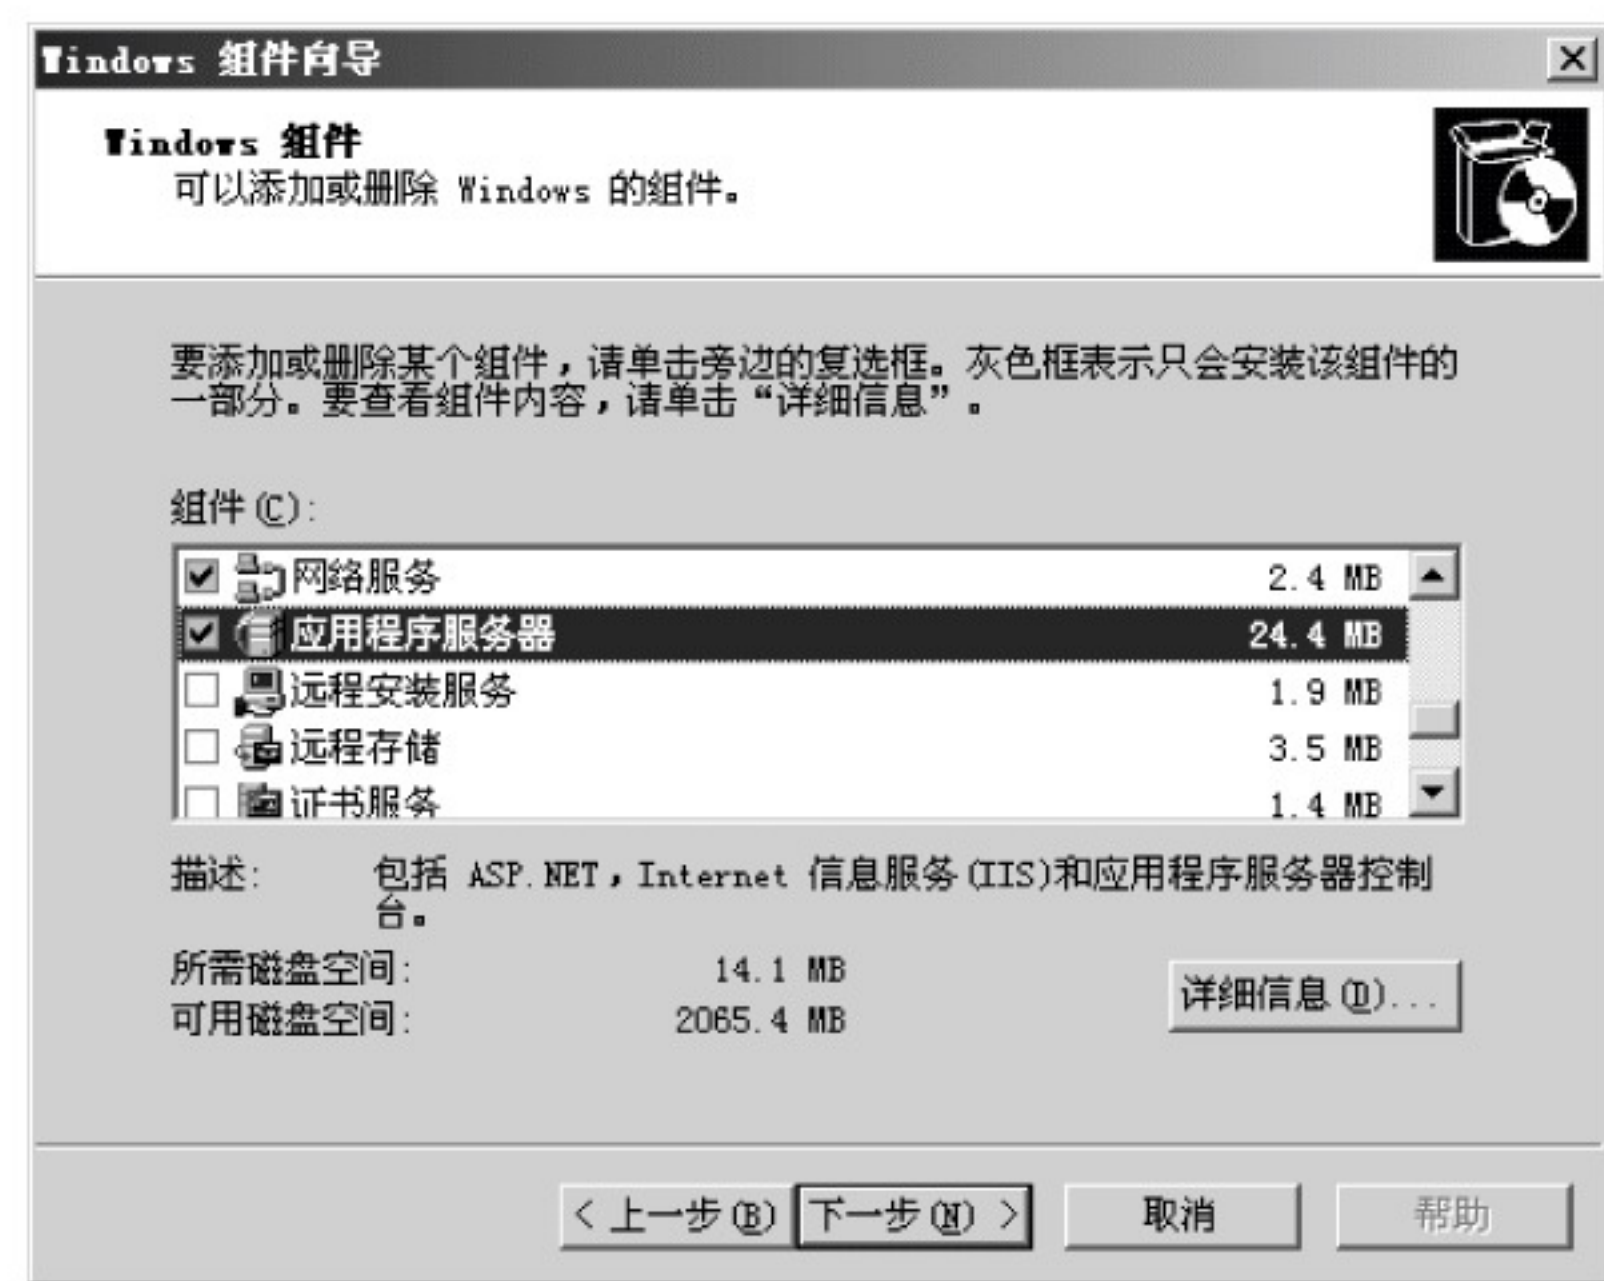 Windows 组件向导
Windows 组件
可以添加或删除 Windows 的组件。
要添加或删除某个组件，请单击旁边的复选框。灰色框表示只会安装该组件的
一部分。要查看组件内容，请单击“详细信息”。
组件(C):
网络服务 2.4 MB
应用程序服务器 24.4 MB
远程安装服务 1.9 MB
远程存储 3.5 MB
证书服务 1.4 MB
描述: 包括 ASP.NET，Internet 信息服务(IIS)和应用程序服务器控制
台。
所需磁盘空间: 14.1 MB
详细信息(D)...
可用磁盘空间: 2065.4 MB
< 上一步(B) 下一步(N) > 取消 帮助